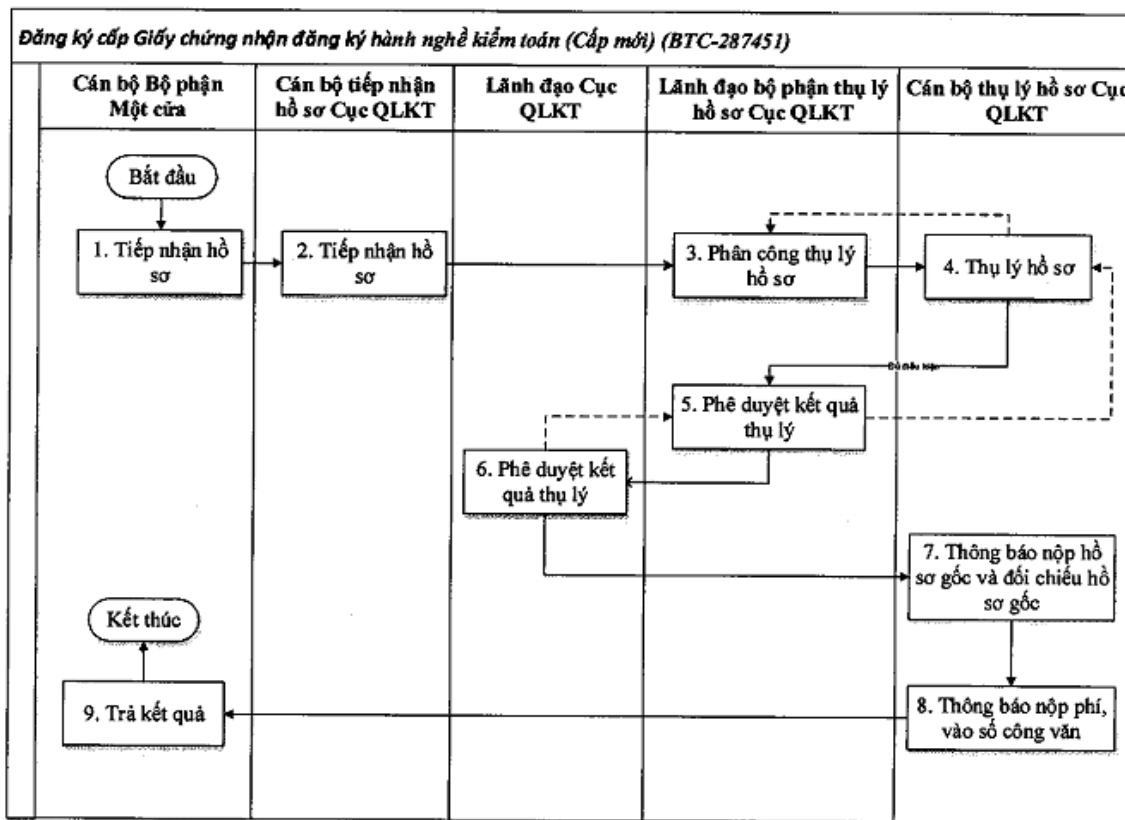 Đăng ký cấp Giấy chứng nhận đăng ký hành nghề kiểm toán (Cấp mới) (BTC-287451)
Cán bộ Bộ phận
Một cửa
Cán bộ tiếp nhận
hồ sơ Cục QLKT
Lãnh đạo Cục
QLKT
Lãnh đạo bộ phận thụ lý
hồ sơ Cục QLKT
Cán bộ thụ lý hồ sơ Cục
QLKT
Bắt đầu
1. Tiếp nhận hồ
sơ
2. Tiếp nhận hồ
sơ
3. Phân công thụ lý
hồ sơ
4. Thụ lý hồ sơ
5. Phê duyệt kết quả
thụ lý
6. Phê duyệt kết
quả thụ lý
7. Thông báo nộp hồ
sơ gốc và đối chiếu hồ
sơ gốc
8. Thông báo nộp phí,
vào số công văn
9. Trả kết quả
Kết thúc